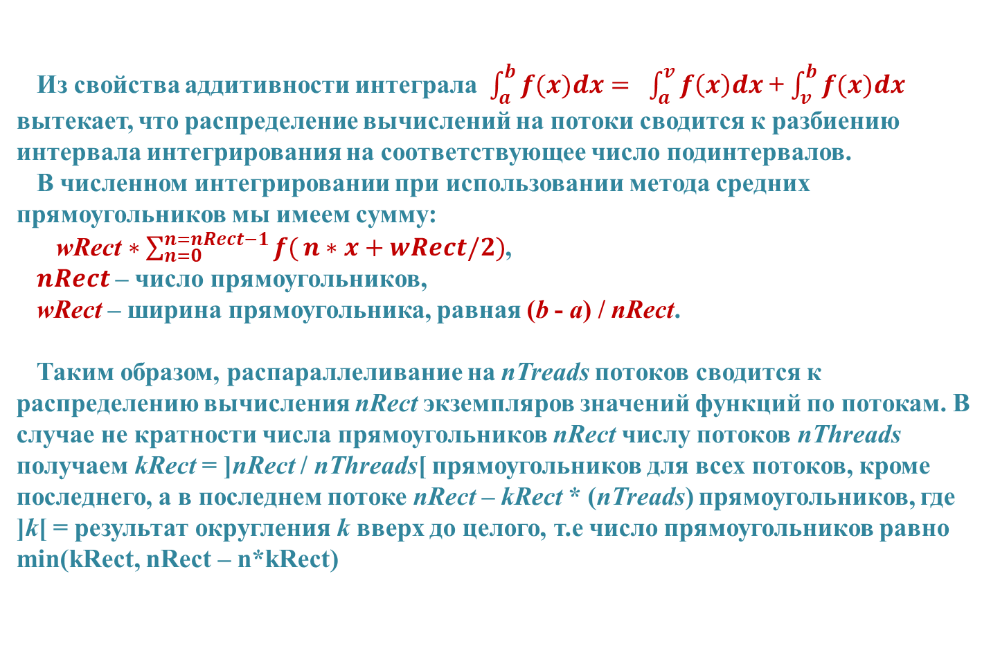 Из свойства аддитивности интеграла ∫_a^b f(x)dx = ∫_a^v f(x)dx + ∫_v^b f(x)dx
вытекает, что распределение вычислений на потоки сводится к разбиению
интервала интегрирования на соответствующее число подинтервалов.
В численном интегрировании при использовании метода средних
прямоугольников мы имеем сумму:
wRect * ∑_{n=0}^{n=nRect−1} f( n * x + wRect/2),
nRect – число прямоугольников,
wRect – ширина прямоугольника, равная (b - a) / nRect.
Таким образом, распараллеливание на nTreads потоков сводится к
распределению вычисления nRect экземпляров значений функций по потокам. В
случае не кратности числа прямоугольников nRect числу потоков nThreads
получаем kRect = ]nRect / nThreads[ прямоугольников для всех потоков, кроме
последнего, а в последнем потоке nRect – kRect * (nTreads) прямоугольников, где
]k[ = результат округления k вверх до целого, т.е число прямоугольников равно
min(kRect, nRect – n*kRect)